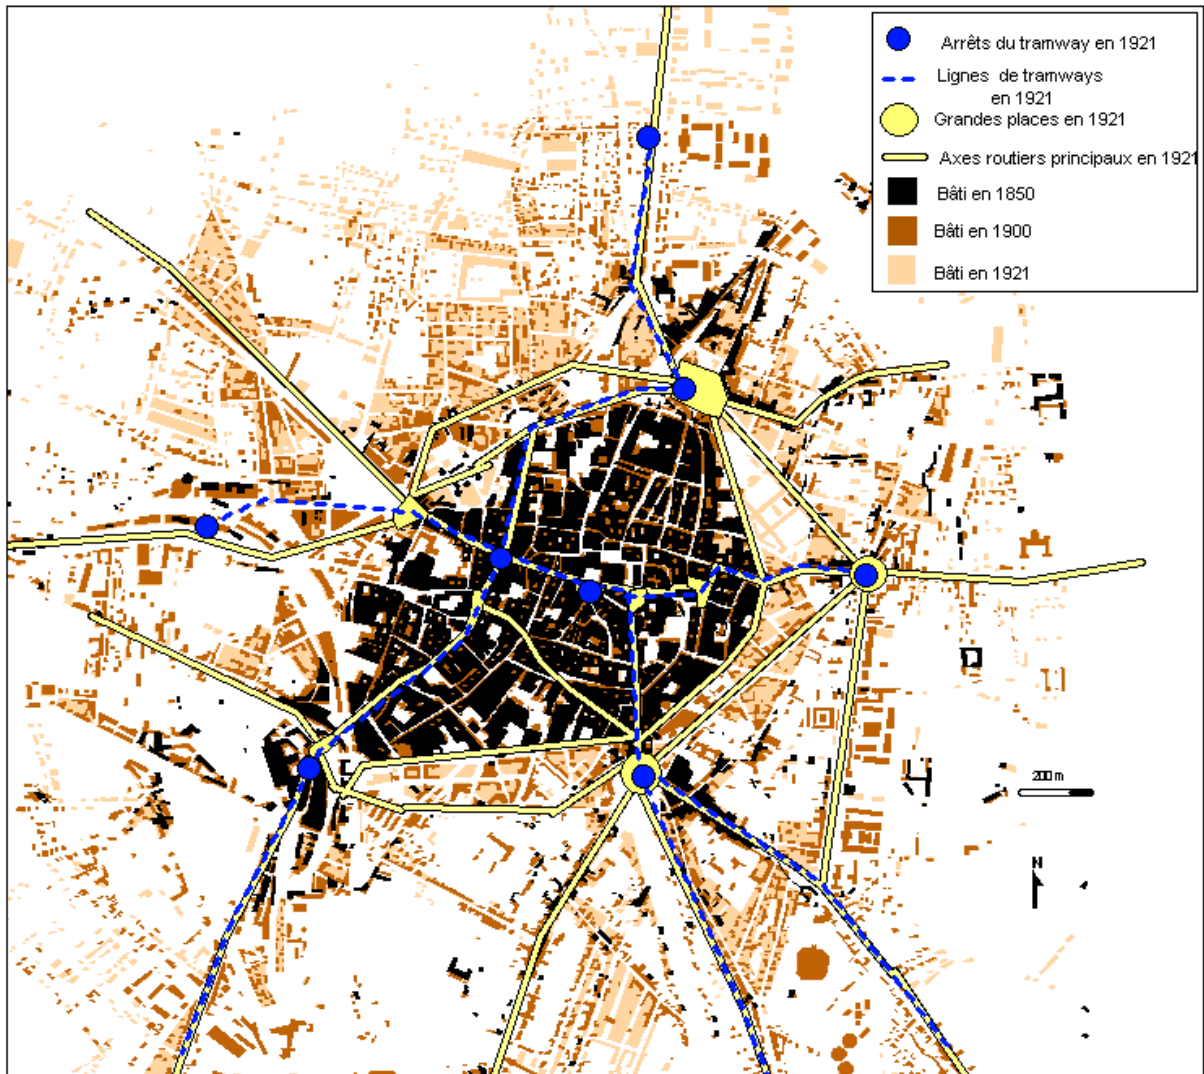 Arrêts du tramway en 1921
Lignes de tramways
en 1921
Grandes places en 1921
Axes routiers principaux en 1921
Bâti en 1850
Bâti en 1900
Bâti en 1921
200 m
N